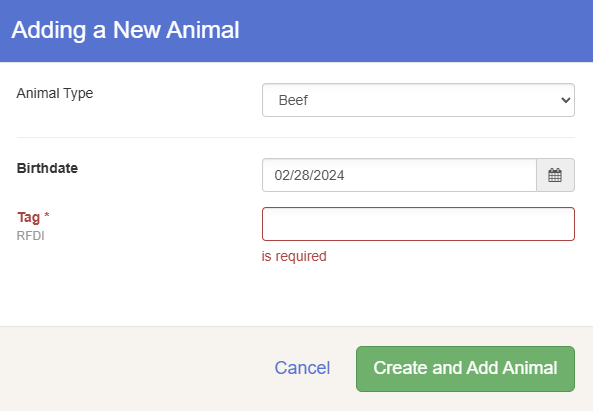 Adding a New Animal
Animal Type
Beef
Birthdate
02/28/2024
Tag *
RFDI
is required
Cancel
Create and Add Animal